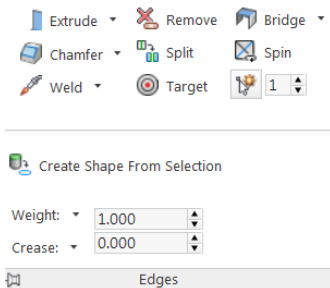 Extrude Remove Bridge
Chamfer Split Spin
Weld Target 1
Create Shape From Selection
Weight: 1.000
Crease: 0.000
Edges